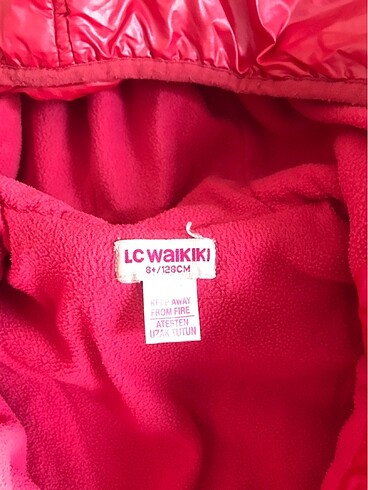 LC WAIKIKI
8+/128CM
KEEP AWAY
FROM FIRE
ATEŞTEN
UZAK TUTUN